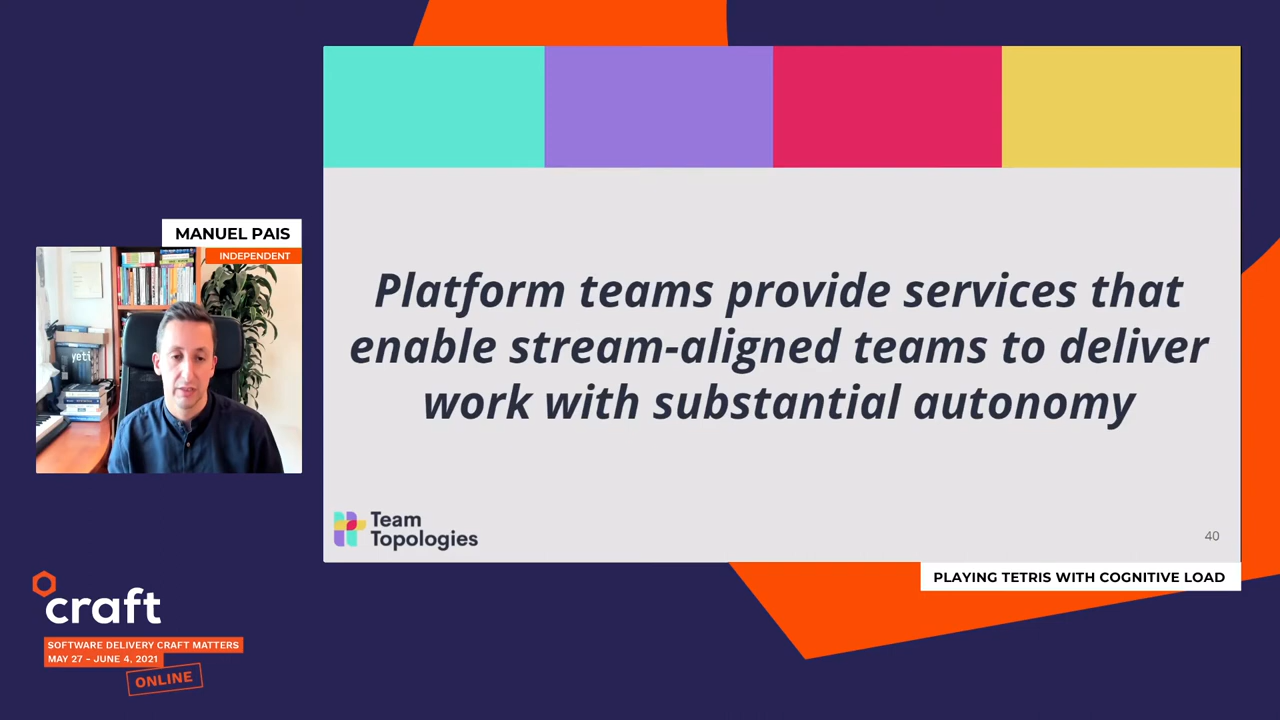 MANUEL PAIS
INDEPENDENT
yeti
Platform teams provide services that
enable stream-aligned teams to deliver
work with substantial autonomy
Team
Topologies
40
PLAYING TETRIS WITH COGNITIVE LOAD
craft
SOFTWARE DELIVERY CRAFT MATTERS
MAY 27 - JUNE 4, 2021
ONLINE